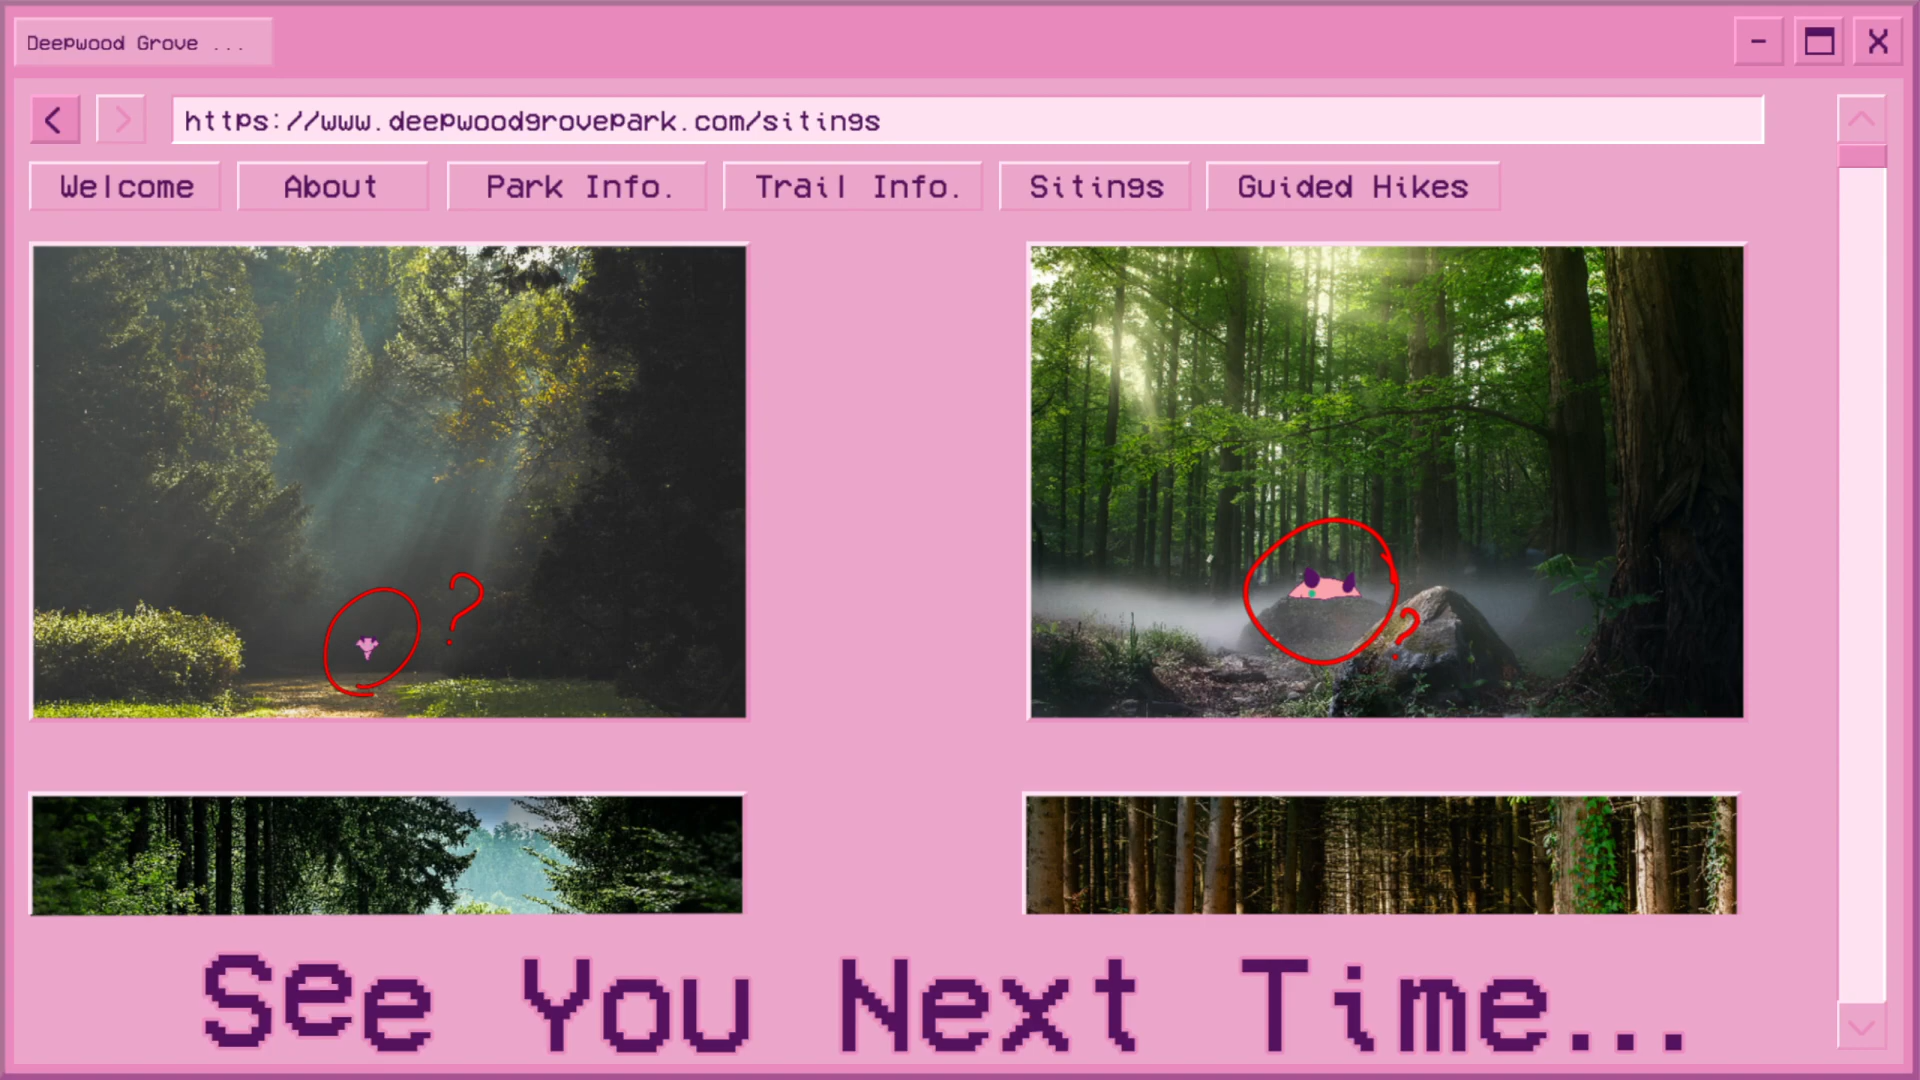 Deepwood Grove ...
https://www.deepwoodgrovepark.com/sitings
Welcome About Park Info. Trail Info. Sitings Guided Hikes
?
?
See You Next Time...